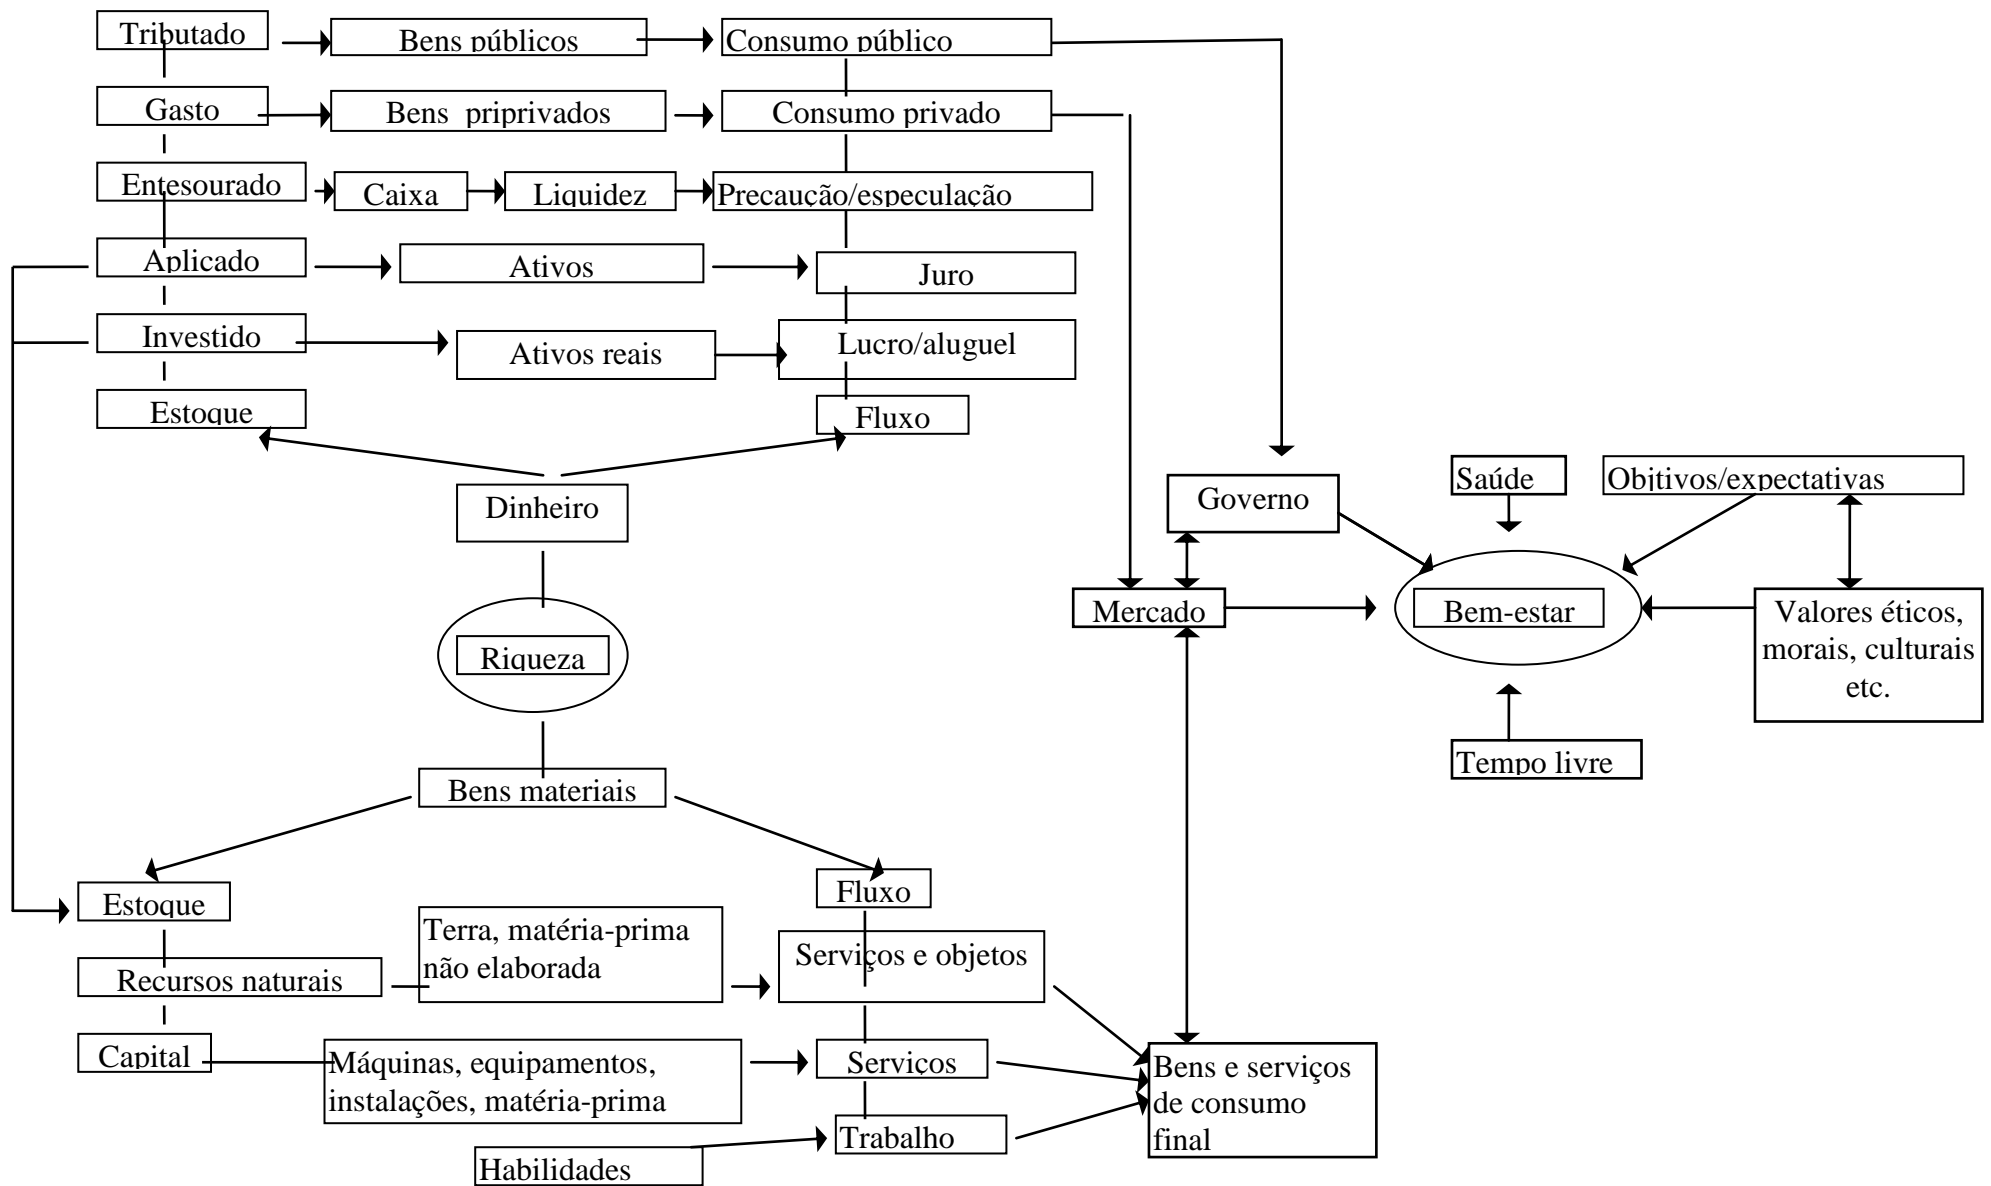 Tributado
Bens públicos
Consumo público
Gasto
Bens priprivados
Consumo privado
Entesourado
Caixa
Liquidez
Precaução/especulação
Aplicado
Ativos
Juro
Investido
Ativos reais
Lucro/aluguel
Estoque
Fluxo
Dinheiro
Governo
Saúde
Objtivos/expectativas
Mercado
Bem-estar
Valores éticos,
morais, culturais
etc.
Riqueza
Tempo livre
Bens materiais
Estoque
Fluxo
Terra, matéria-prima
não elaborada
Serviços e objetos
Recursos naturais
Capital
Máquinas, equipamentos,
instalações, matéria-prima
Serviços
Bens e serviços
de consumo
final
Trabalho
Habilidades